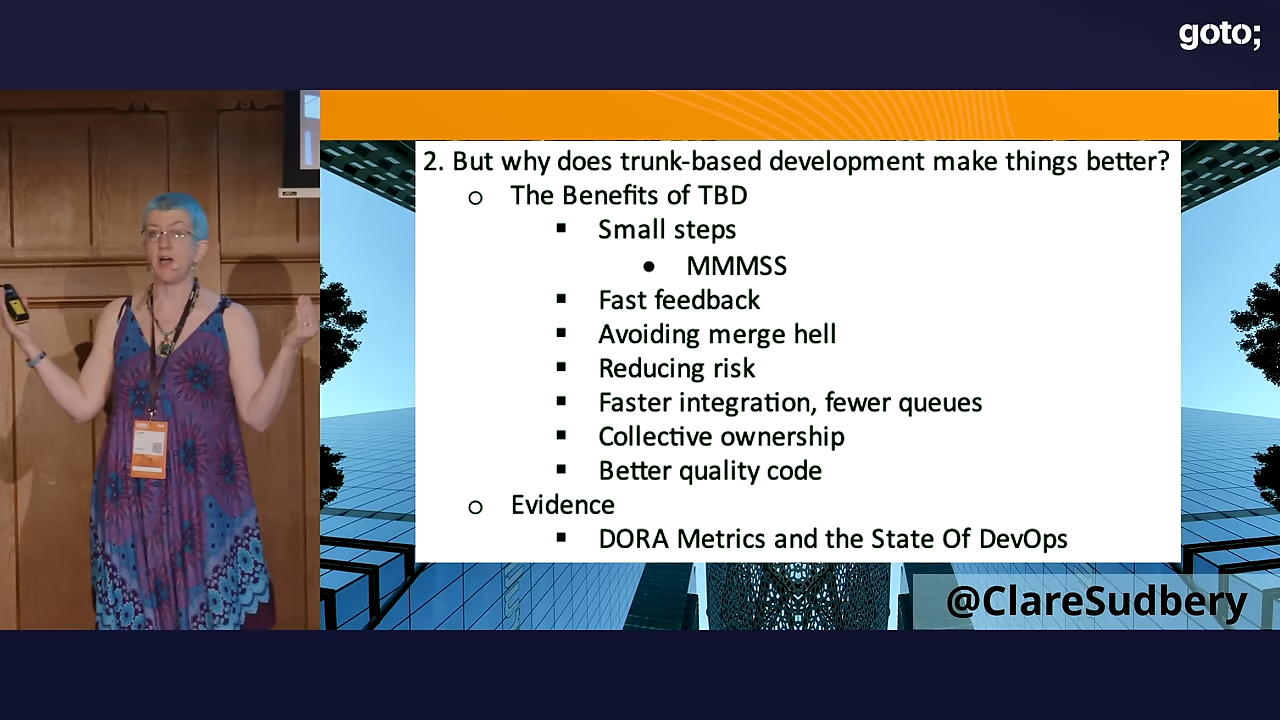 goto;
2. But why does trunk-based development make things better?
o The Benefits of TBD
▪ Small steps
• MMMSS
▪ Fast feedback
▪ Avoiding merge hell
▪ Reducing risk
▪ Faster integration, fewer queues
▪ Collective ownership
▪ Better quality code
o Evidence
▪ DORA Metrics and the State Of DevOps
@ClareSudbery